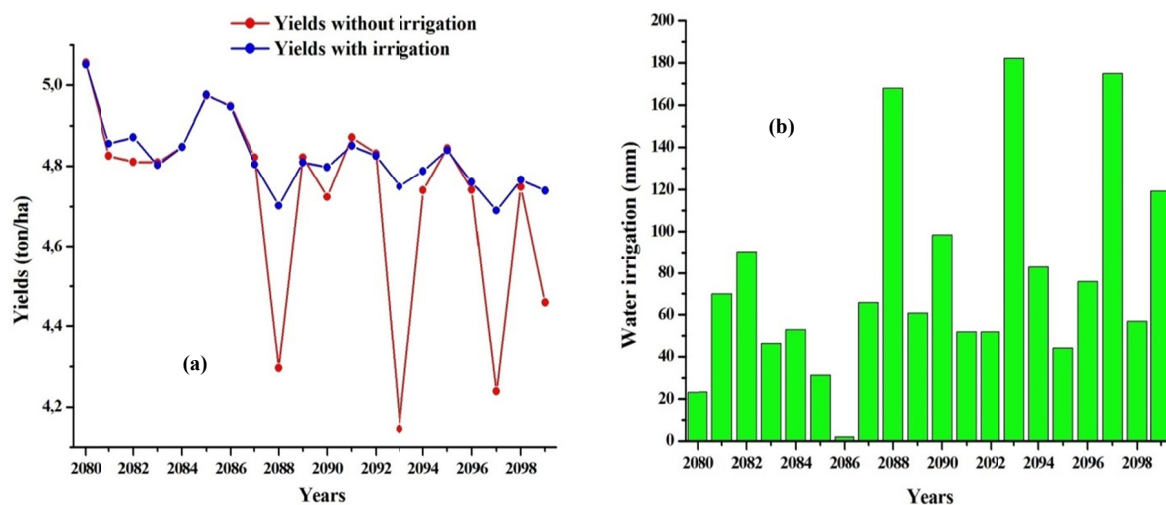 Yields without irrigation
Yields with irrigation
Yields (ton/ha)
5,0
4,8
4,6
4,4
4,2
(a)
2080 2082 2084 2086 2088 2090 2092 2094 2096 2098
Years
Water irrigation (mm)
200
180
160
140
120
100
80
60
40
20
0
(b)
2080 2082 2084 2086 2088 2090 2092 2094 2096 2098
Years